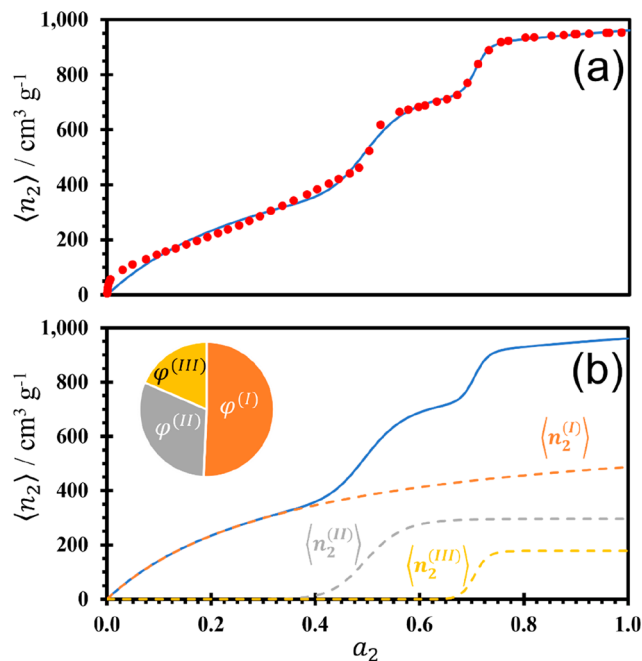 (a)
1,000
800
600
400
200
0
⟨n₂⟩ / cm³ g⁻¹
(b)
1,000
800
600
400
200
0
⟨n₂⟩ / cm³ g⁻¹
φ^(III)
φ^(II)
φ^(I)
⟨n₂^(I)⟩
⟨n₂^(II)⟩
⟨n₂^(III)⟩
0.0 0.2 0.4 0.6 0.8 1.0
a₂